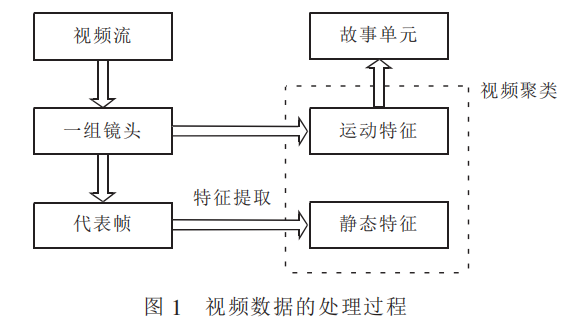 视频流
故事单元
视频聚类
一组镜头
运动特征
特征提取
代表帧
静态特征
图 1 视频数据的处理过程